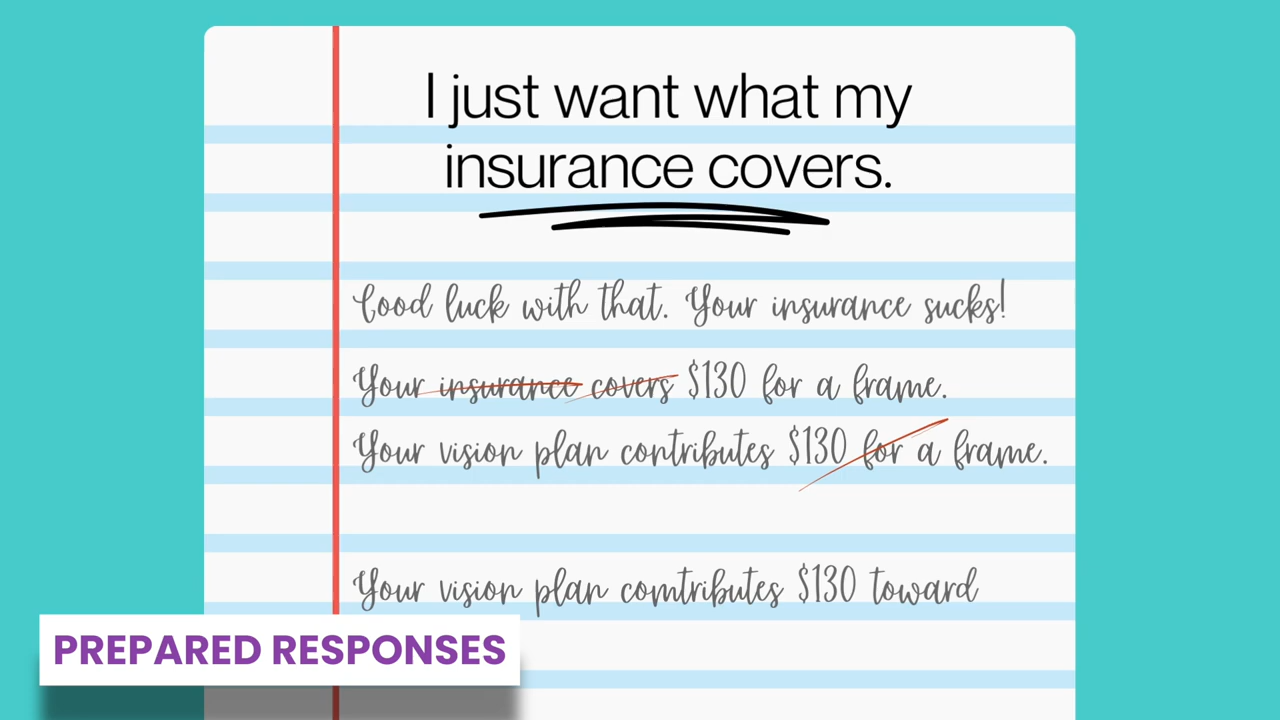 I just want what my
insurance covers.
Good luck with that. Your insurance sucks!
Your insurance covers $130 for a frame.
Your vision plan contributes $130 for a frame.
Your vision plan comtributes $130 toward
PREPARED RESPONSES